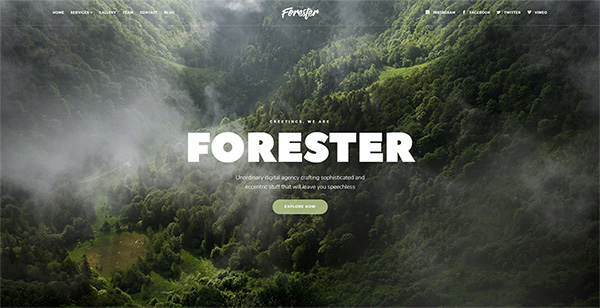 HOME SERVICES GALLERY TEAM CONTACT BLOG
Forester
INSTAGRAM FACEBOOK TWITTER VIMEO
GREETINGS, WE ARE
FORESTER
Unordinary digital agency crafting sophisticated and
eccentric stuff that will leave you speechless
EXPLORE NOW